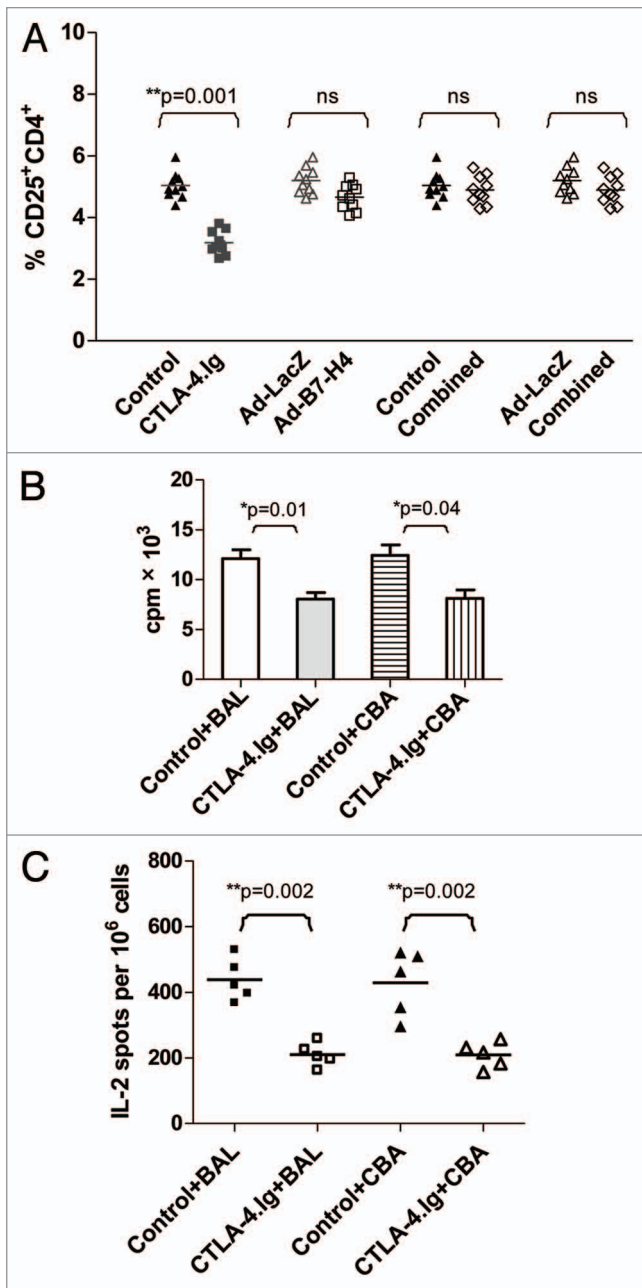 A
% CD25⁺CD4⁺
10
8
6
4
2
0
**p=0.001
ns
ns
ns
Control
CTLA-4.Ig
Ad-LacZ
Ad-B7-H4
Control
Combined
Ad-LacZ
Combined
B
cpm × 10³
20
15
10
5
0
*p=0.01
*p=0.04
Control+BAL
CTLA-4.Ig+BAL
Control+CBA
CTLA-4.Ig+CBA
C
IL-2 spots per 10⁶ cells
800
600
400
200
0
**p=0.002
**p=0.002
Control+BAL
CTLA-4.Ig+BAL
Control+CBA
CTLA-4.Ig+CBA